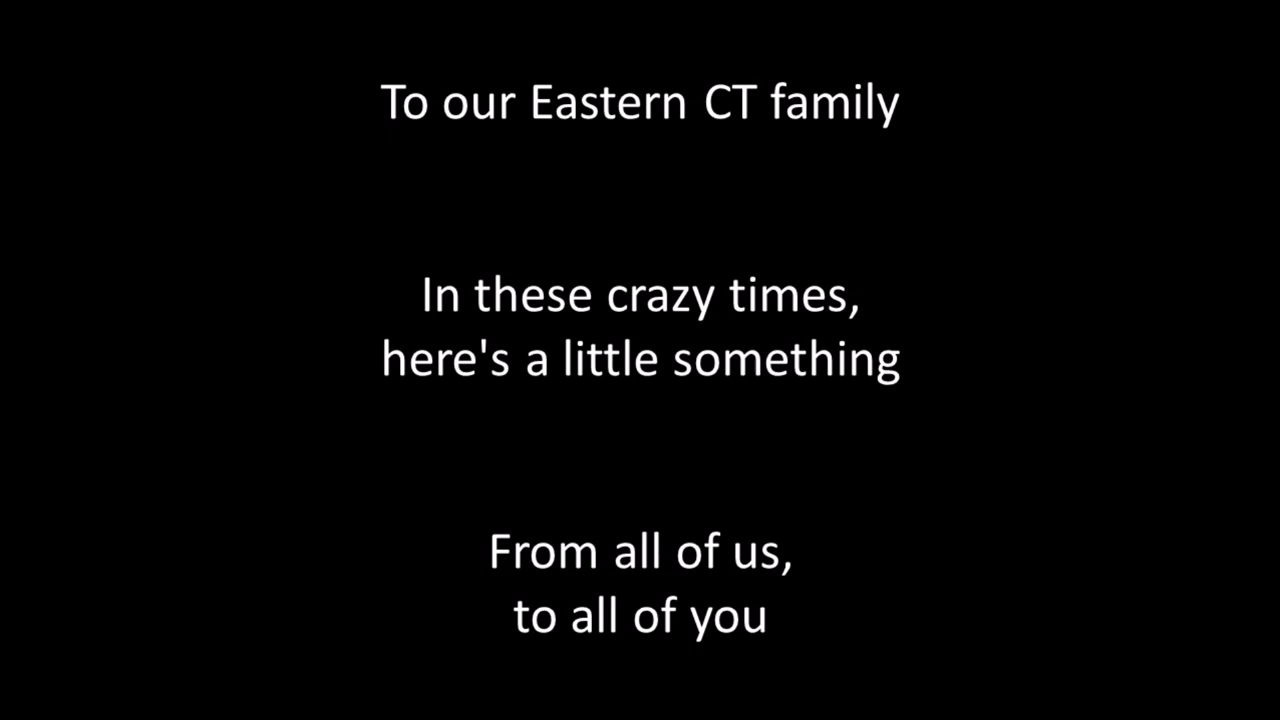 To our Eastern CT family
In these crazy times,
here's a little something
From all of us,
to all of you